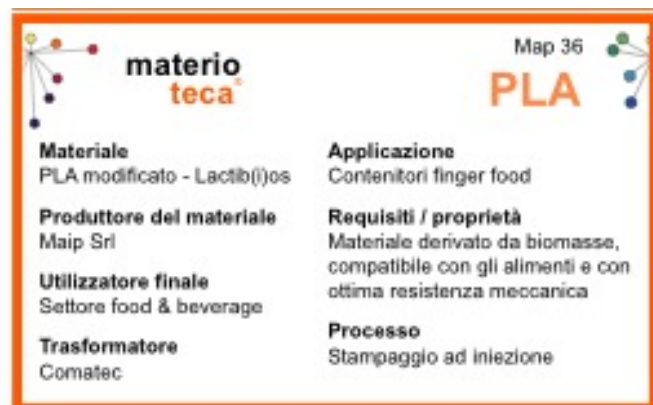 materio
teca©
Map 36
PLA
Materiale
PLA modificato - Lactib(i)os
Produttore del materiale
Maip Srl
Utilizzatore finale
Settore food & beverage
Trasformatore
Comatec
Applicazione
Contenitori finger food
Requisiti / proprietà
Materiale derivato da biomasse,
compatibile con gli alimenti e con
ottima resistenza meccanica
Processo
Stampaggio ad iniezione